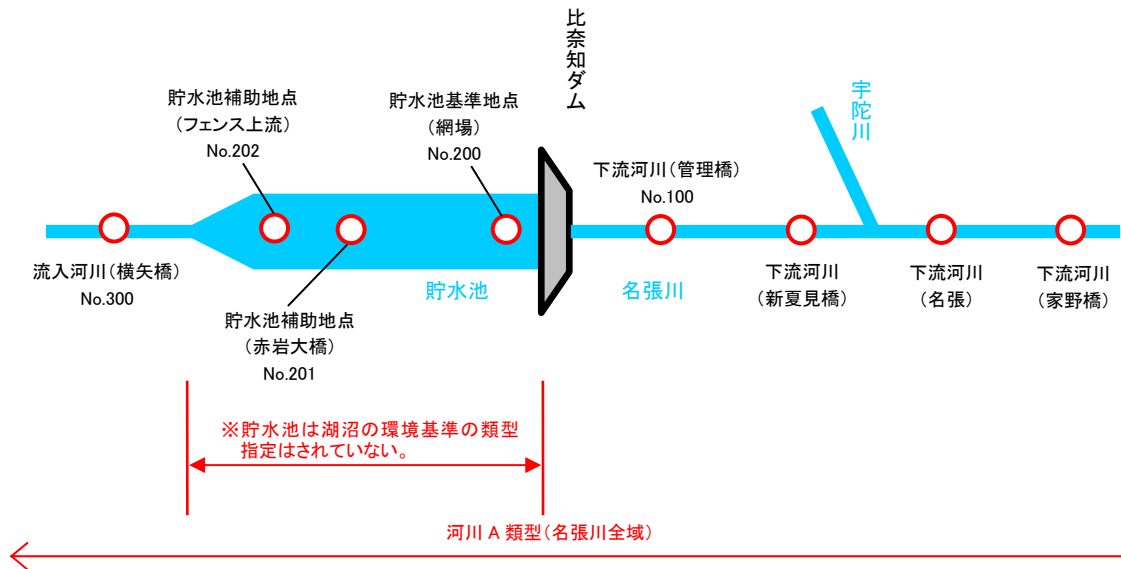 比奈知ダム
貯水池補助地点
(フェンス上流)
No.202
貯水池基準地点
(網場)
No.200
宇陀川
下流河川(管理橋)
No.100
流入河川(横矢橋)
No.300
貯水池補助地点
(赤岩大橋)
No.201
貯水池
名張川
下流河川
(新夏見橋)
下流河川
(名張)
下流河川
(家野橋)
※貯水池は湖沼の環境基準の類型
指定はされていない。
河川 A 類型(名張川全域)